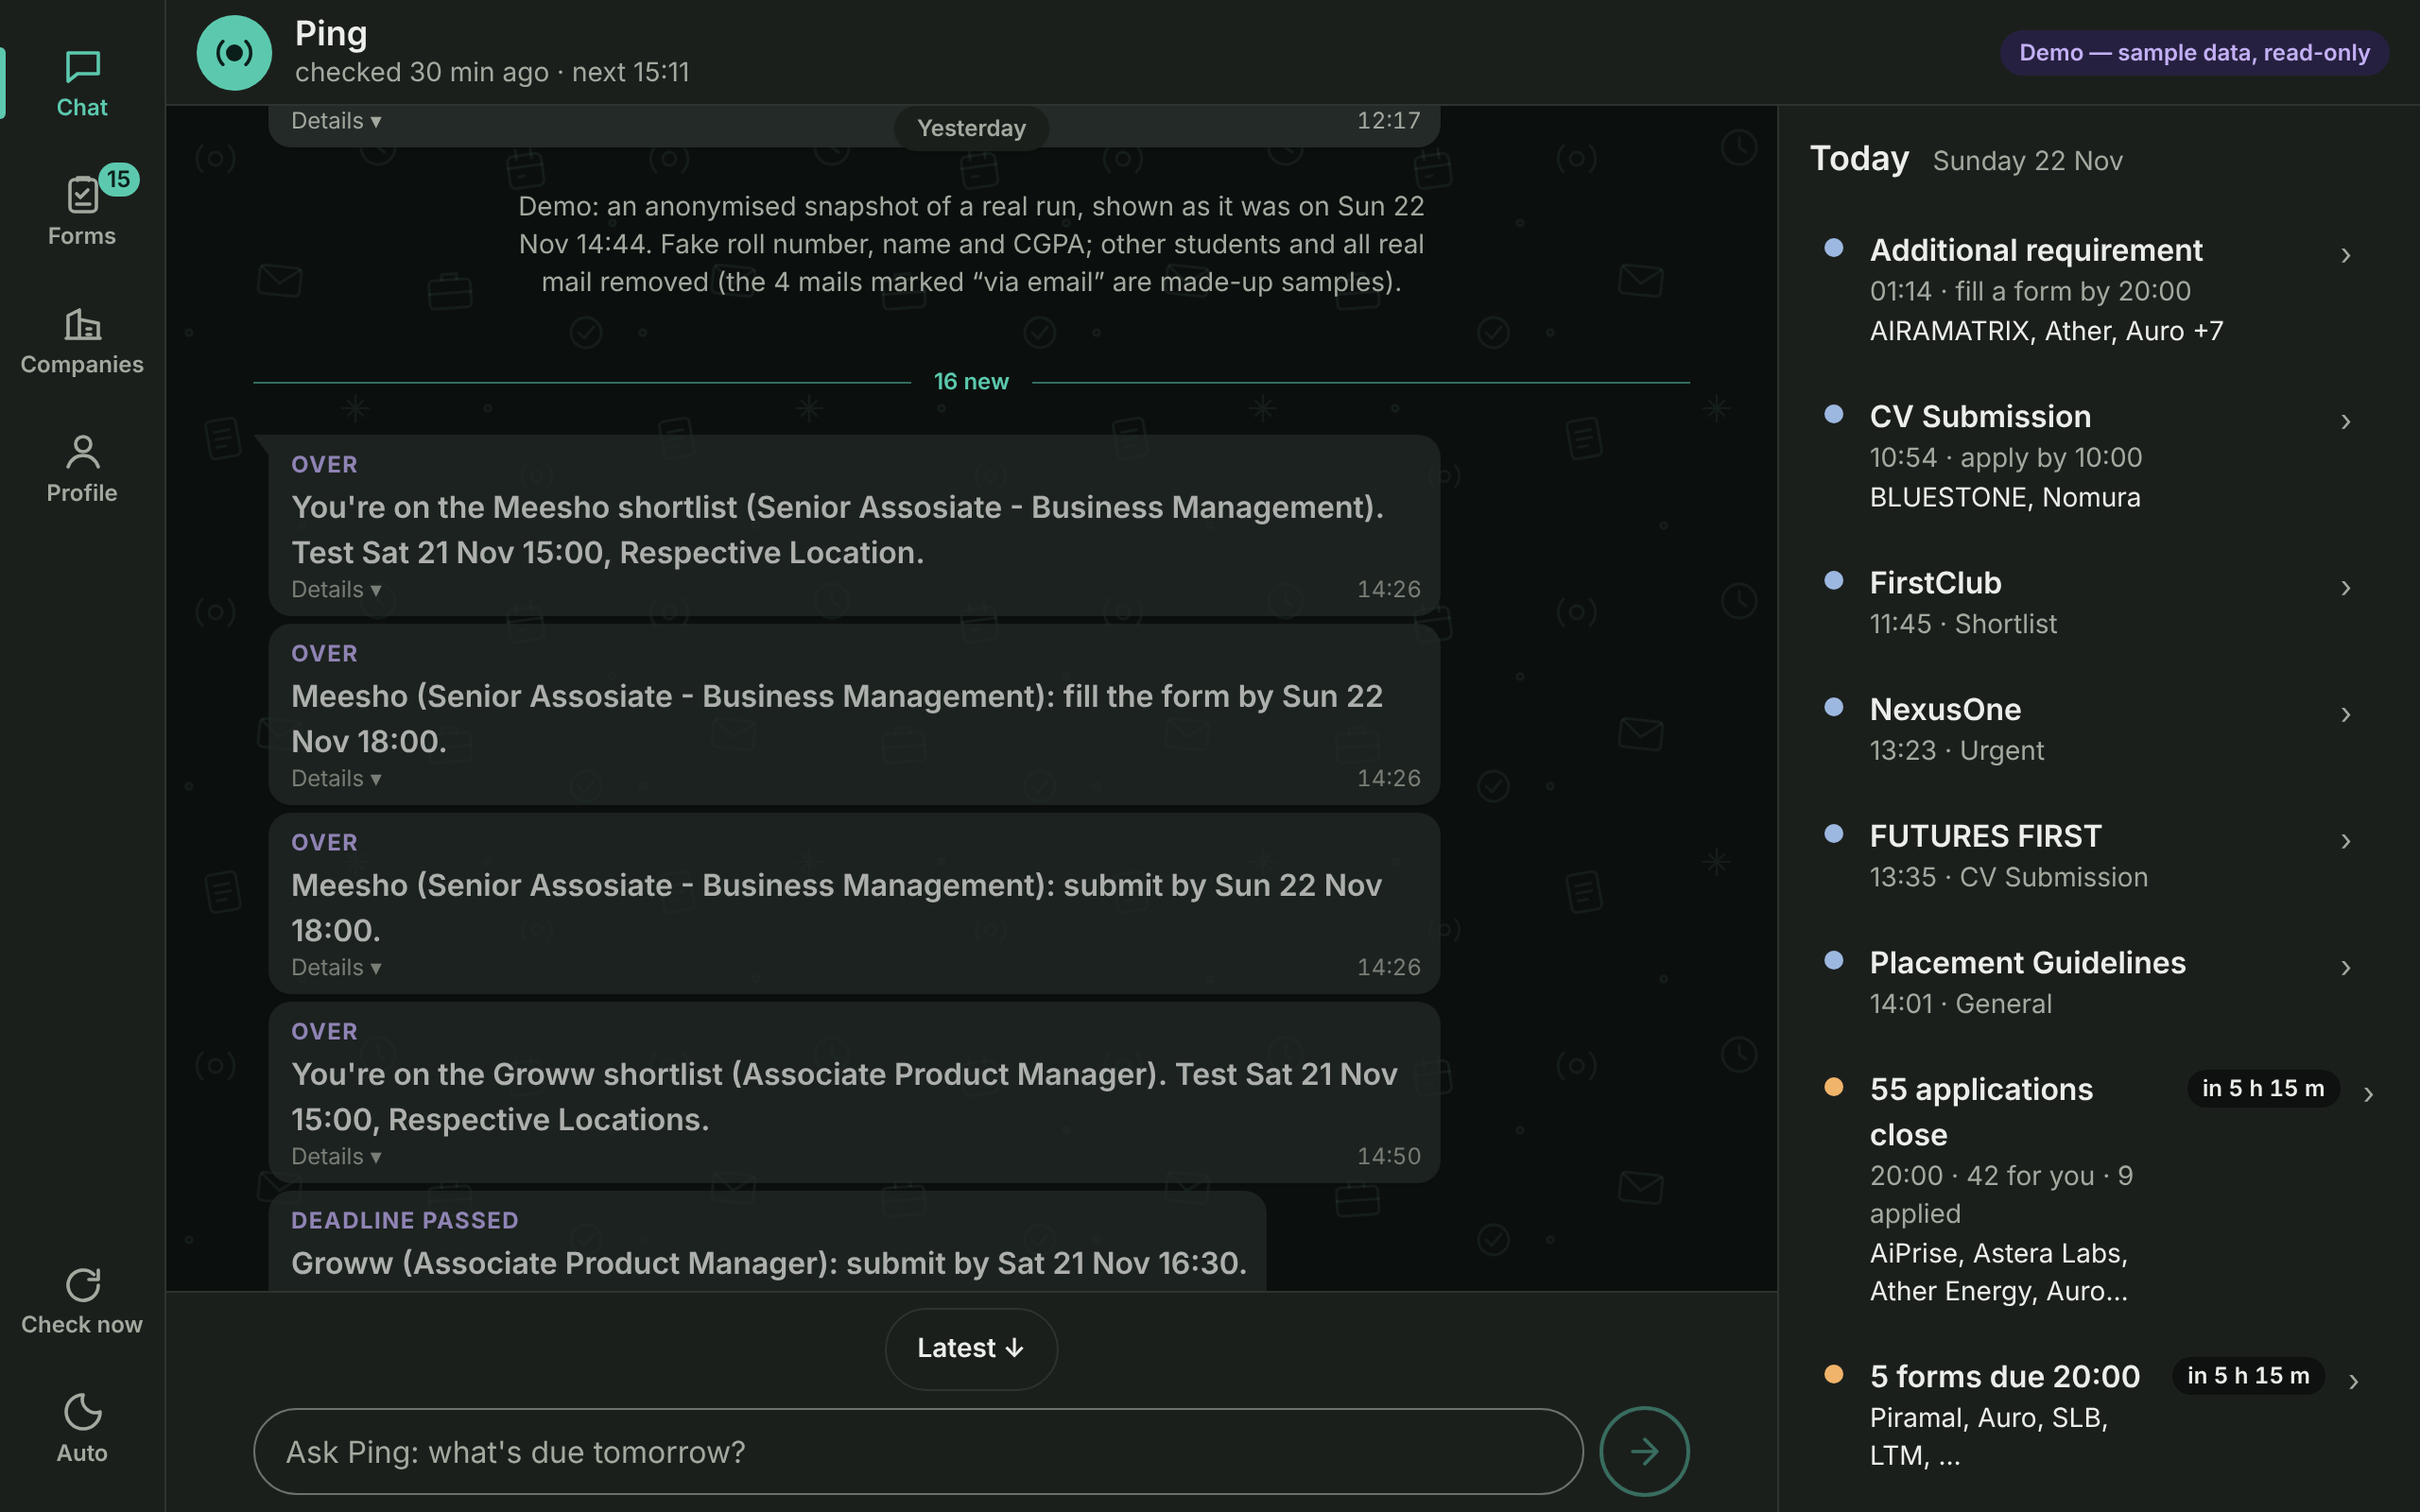 Chat
15
Forms
Companies
Profile
Check now
Auto
Ping
checked 30 min ago · next 15:11
Demo — sample data, read-only
Details ▾
12:17
Yesterday
Demo: an anonymised snapshot of a real run, shown as it was on Sun 22
Nov 14:44. Fake roll number, name and CGPA; other students and all real
mail removed (the 4 mails marked “via email” are made-up samples).
16 new
OVER
You're on the Meesho shortlist (Senior Assosiate - Business Management).
Test Sat 21 Nov 15:00, Respective Location.
Details ▾
14:26
OVER
Meesho (Senior Assosiate - Business Management): fill the form by Sun 22
Nov 18:00.
Details ▾
14:26
OVER
Meesho (Senior Assosiate - Business Management): submit by Sun 22 Nov
18:00.
Details ▾
14:26
OVER
You're on the Groww shortlist (Associate Product Manager). Test Sat 21 Nov
15:00, Respective Locations.
Details ▾
14:50
DEADLINE PASSED
Groww (Associate Product Manager): submit by Sat 21 Nov 16:30.
Latest ↓
Ask Ping: what's due tomorrow?
Today Sunday 22 Nov
Additional requirement
01:14 · fill a form by 20:00
AIRAMATRIX, Ather, Auro +7
CV Submission
10:54 · apply by 10:00
BLUESTONE, Nomura
FirstClub
11:45 · Shortlist
NexusOne
13:23 · Urgent
FUTURES FIRST
13:35 · CV Submission
Placement Guidelines
14:01 · General
55 applications
close
in 5 h 15 m
20:00 · 42 for you · 9
applied
AiPrise, Astera Labs,
Ather Energy, Auro...
5 forms due 20:00
in 5 h 15 m
Piramal, Auro, SLB,
LTM, ...